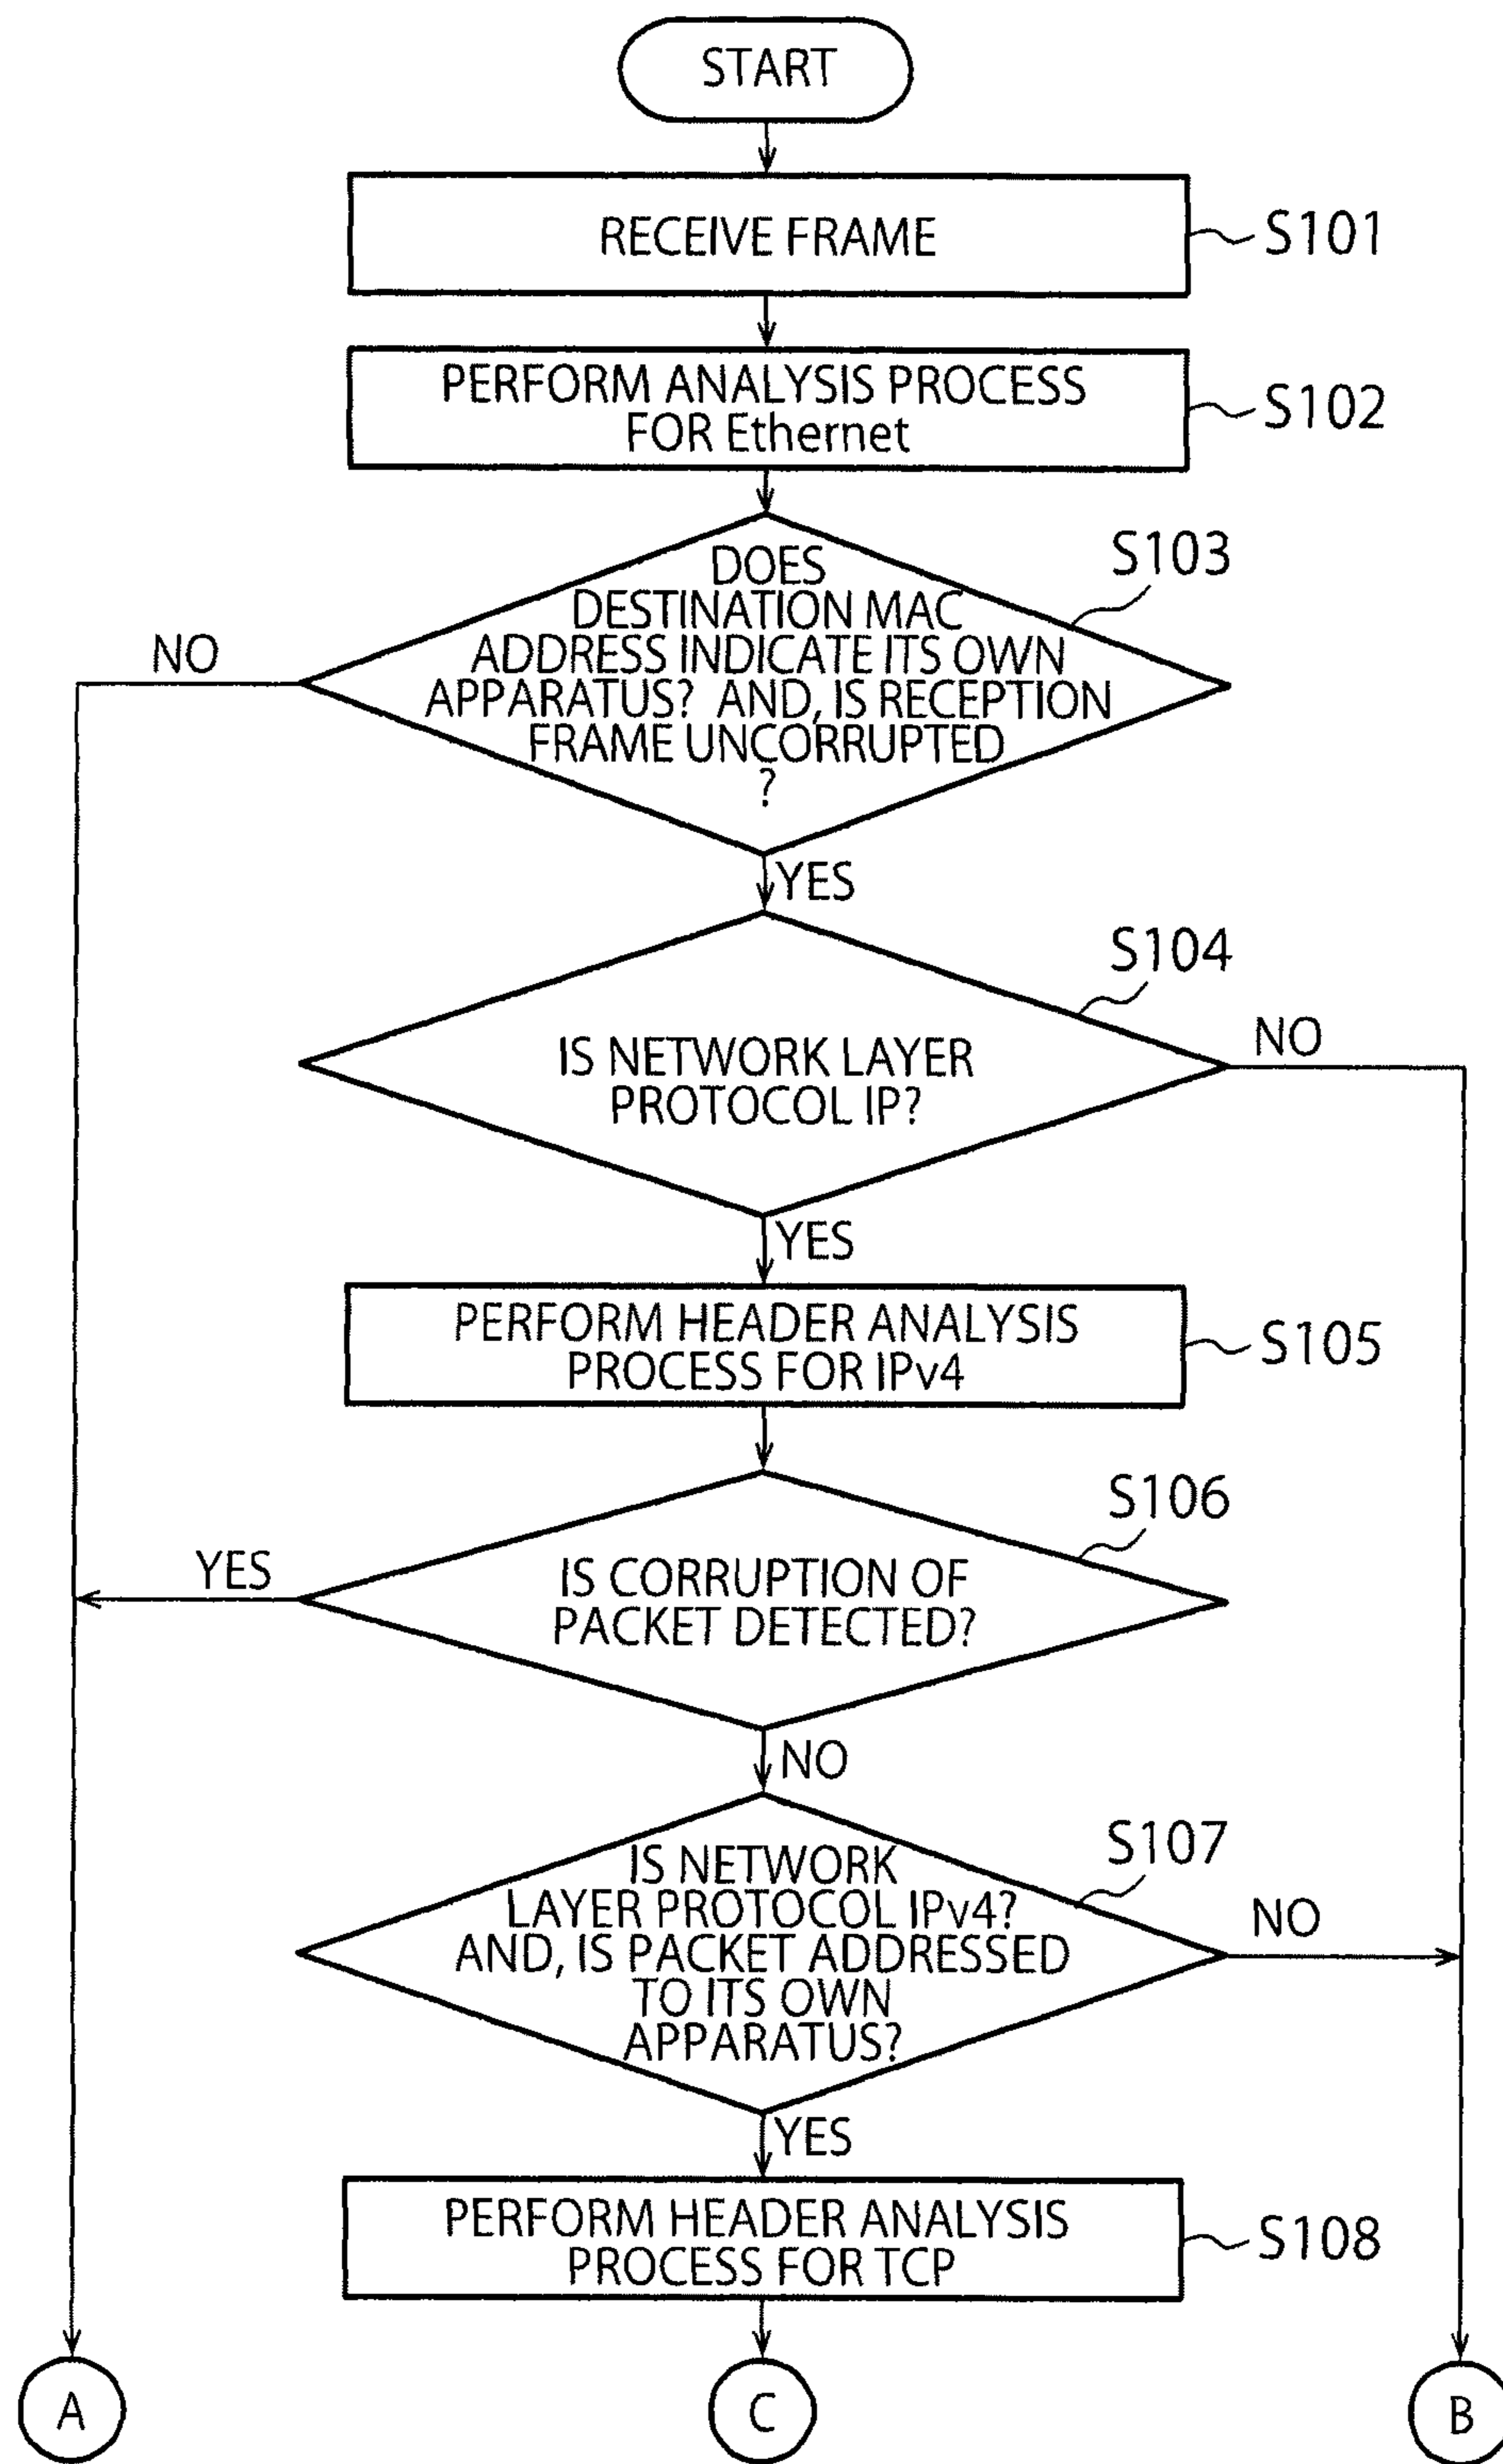 START
RECEIVE FRAME
S101
PERFORM ANALYSIS PROCESS
FOR Ethernet
S102
S103
DOES
DESTINATION MAC
ADDRESS INDICATE ITS OWN
APPARATUS? AND, IS RECEPTION
FRAME UNCORRUPTED
?
NO
YES
S104
IS NETWORK LAYER
PROTOCOL IP?
NO
YES
PERFORM HEADER ANALYSIS
PROCESS FOR IPv4
S105
S106
IS CORRUPTION OF
PACKET DETECTED?
YES
NO
S107
IS NETWORK
LAYER PROTOCOL IPv4?
AND, IS PACKET ADDRESSED
TO ITS OWN
APPARATUS?
NO
YES
PERFORM HEADER ANALYSIS
PROCESS FOR TCP
S108
A
C
B